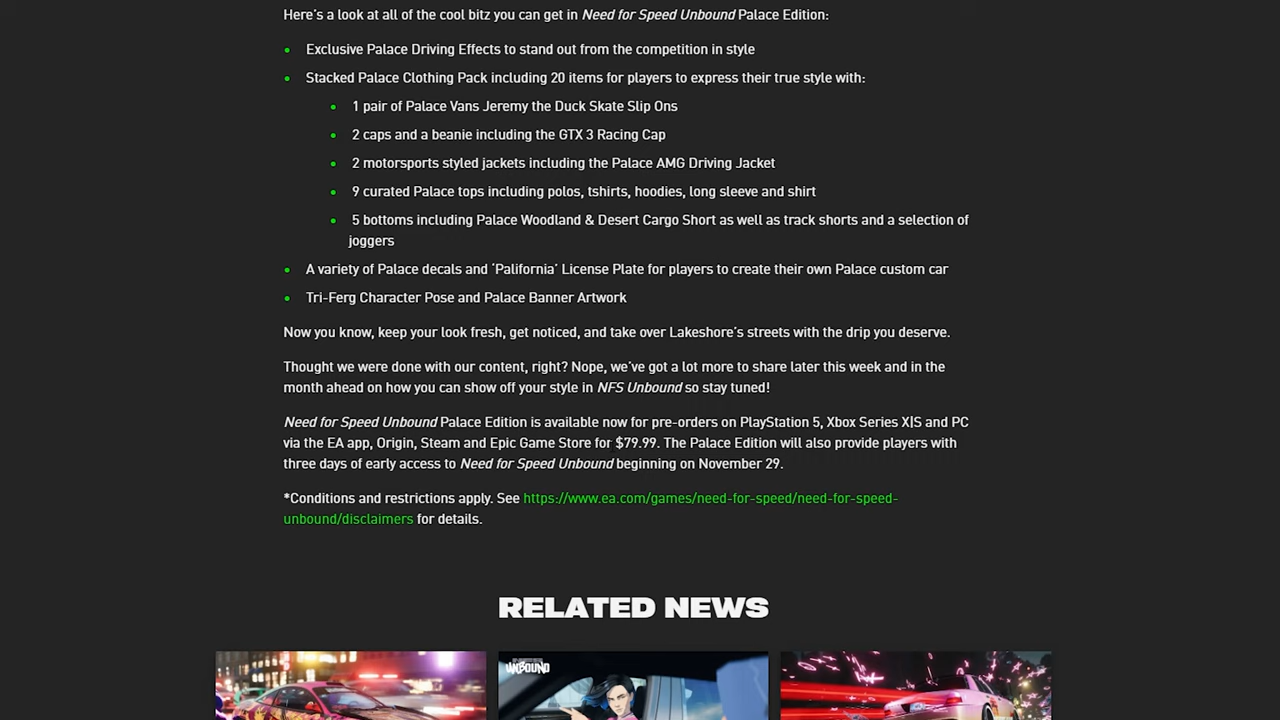 Here's a look at all of the cool bitz you can get in Need for Speed Unbound Palace Edition:
Exclusive Palace Driving Effects to stand out from the competition in style
Stacked Palace Clothing Pack including 20 items for players to express their true style with:
1 pair of Palace Vans Jeremy the Duck Skate Slip Ons
2 caps and a beanie including the GTX 3 Racing Cap
2 motorsports styled jackets including the Palace AMG Driving Jacket
9 curated Palace tops including polos, tshirts, hoodies, long sleeve and shirt
5 bottoms including Palace Woodland & Desert Cargo Short as well as track shorts and a selection of
joggers
A variety of Palace decals and 'Palifornia' License Plate for players to create their own Palace custom car
Tri-Ferg Character Pose and Palace Banner Artwork
Now you know, keep your look fresh, get noticed, and take over Lakeshore's streets with the drip you deserve.
Thought we were done with our content, right? Nope, we've got a lot more to share later this week and in the
month ahead on how you can show off your style in NFS Unbound so stay tuned!
Need for Speed Unbound Palace Edition is available now for pre-orders on PlayStation 5, Xbox Series X|S and PC
via the EA app, Origin, Steam and Epic Game Store for $79.99. The Palace Edition will also provide players with
three days of early access to Need for Speed Unbound beginning on November 29.
*Conditions and restrictions apply. See https://www.ea.com/games/need-for-speed/need-for-speed-
unbound/disclaimers for details.
RELATED NEWS
UNBOUND